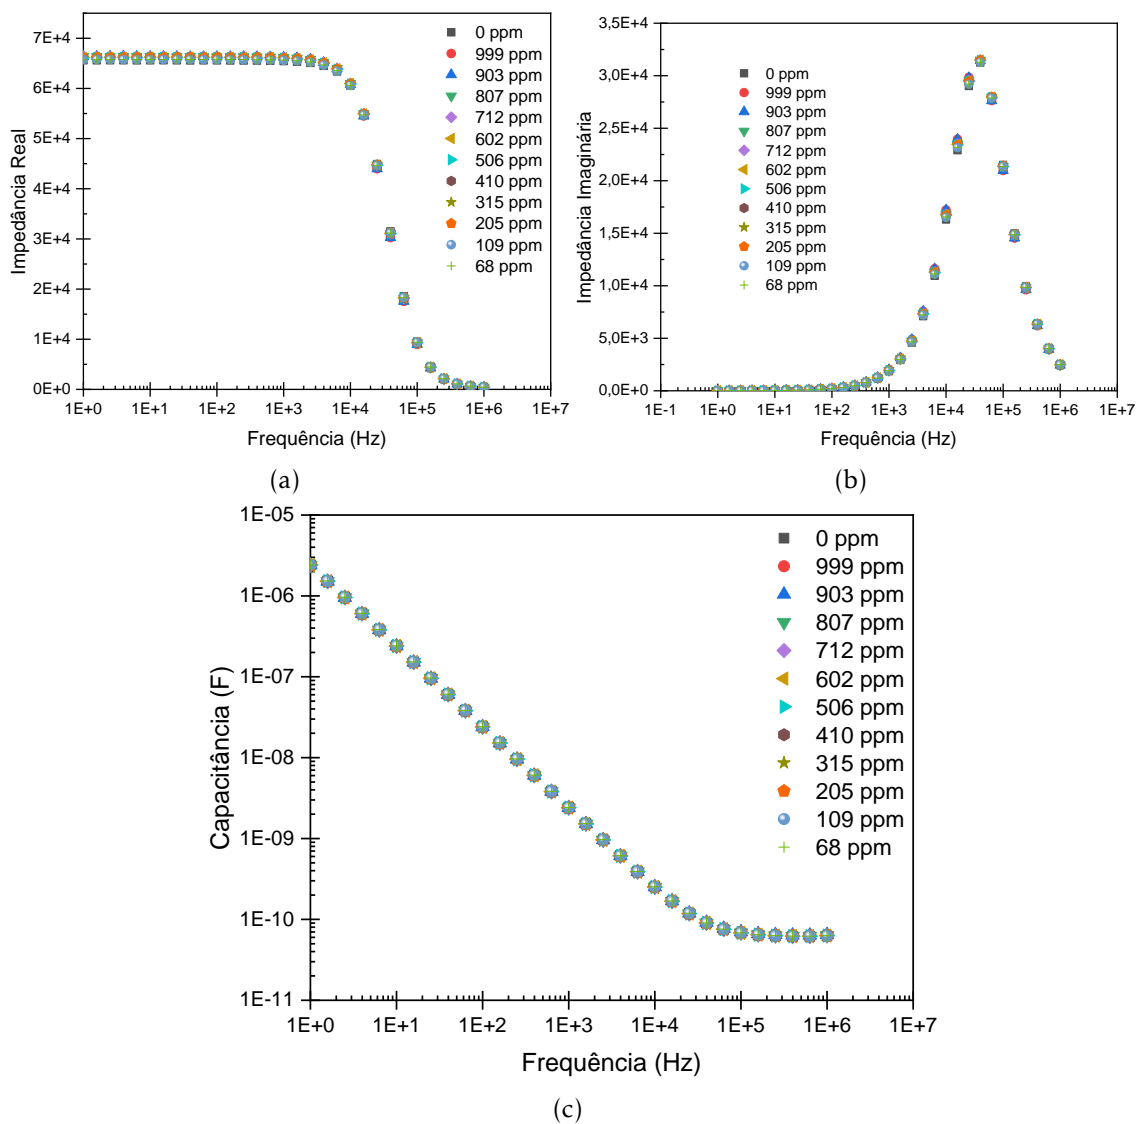 7E+4
6E+4
5E+4
4E+4
3E+4
2E+4
1E+4
0E+0
Impedância Real
1E+0 1E+1 1E+2 1E+3 1E+4 1E+5 1E+6 1E+7
Frequência (Hz)
0 ppm
999 ppm
903 ppm
807 ppm
712 ppm
602 ppm
506 ppm
410 ppm
315 ppm
205 ppm
109 ppm
68 ppm
(a)
3,5E+4
3,0E+4
2,5E+4
2,0E+4
1,5E+4
1,0E+4
5,0E+3
0,0E+0
Impedância Imaginária
1E-1 1E+0 1E+1 1E+2 1E+3 1E+4 1E+5 1E+6 1E+7
Frequência (Hz)
0 ppm
999 ppm
903 ppm
807 ppm
712 ppm
602 ppm
506 ppm
410 ppm
315 ppm
205 ppm
109 ppm
68 ppm
(b)
1E-05
1E-06
1E-07
1E-08
1E-09
1E-10
1E-11
Capacitância (F)
1E+0 1E+1 1E+2 1E+3 1E+4 1E+5 1E+6 1E+7
Frequência (Hz)
0 ppm
999 ppm
903 ppm
807 ppm
712 ppm
602 ppm
506 ppm
410 ppm
315 ppm
205 ppm
109 ppm
68 ppm
(c)